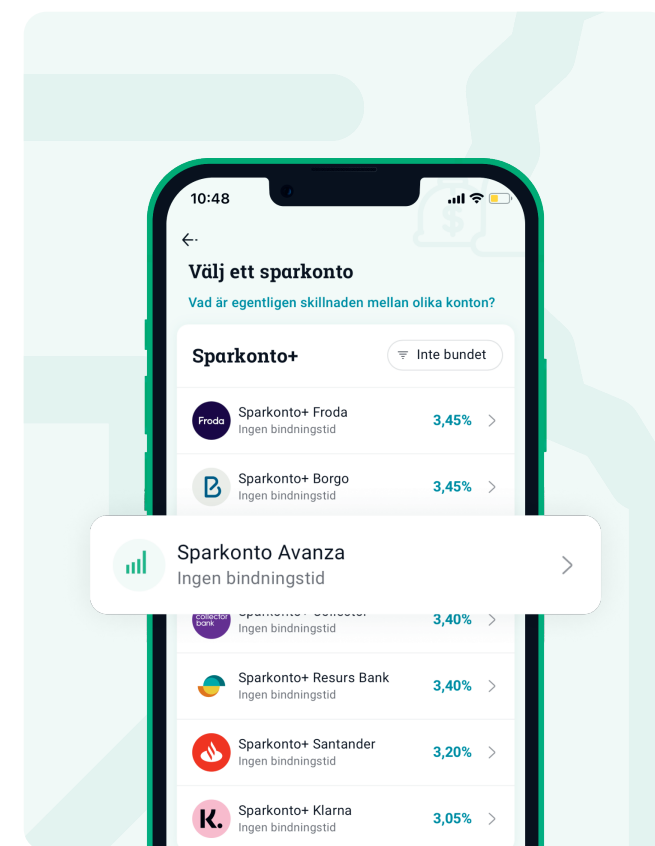 10:48
Välj ett sparkonto
Vad är egentligen skillnaden mellan olika konton?
Sparkonto+
Inte bundet
Froda
Sparkonto+ Froda
3,45%
Ingen bindningstid
Sparkonto+ Borgo
3,45%
Ingen bindningstid
Sparkonto Avanza
Ingen bindningstid
collector
bank
3,40%
Ingen bindningstid
Sparkonto+ Resurs Bank
3,40%
Ingen bindningstid
Sparkonto+ Santander
3,20%
Ingen bindningstid
K.
Sparkonto+ Klarna
3,05%
Ingen bindningstid